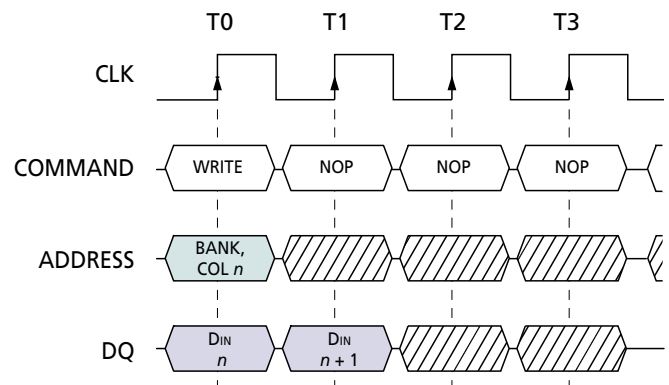 T0 T1 T2 T3
CLK
COMMAND WRITE NOP NOP NOP
ADDRESS BANK,
COL n
DQ DIN DIN
n n + 1